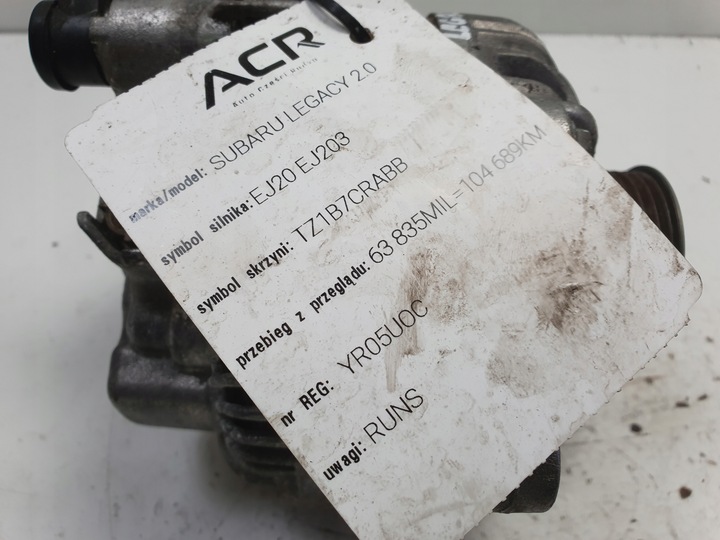 ACR
Auto Części Radom
marka/model: SUBARU LEGACY 2.0
symbol silnika: EJ20 EJ203
symbol skrzyni: TZ1B7CRABB
przebieg z przeglądu: 63 835MIL=104 689KM
nr REG: YR05UOC
uwagi: RUNS